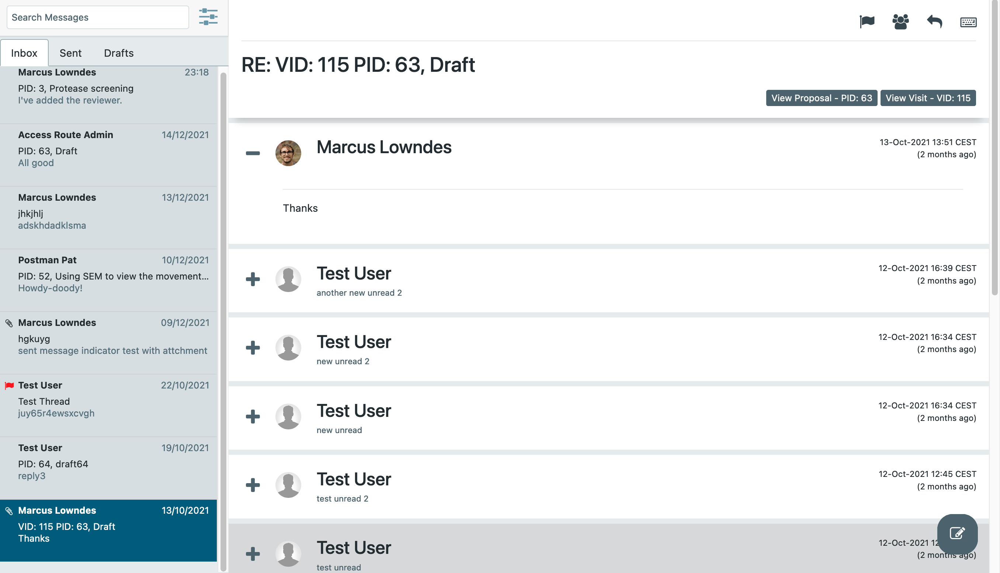 Search Messages
Inbox
Sent
Drafts
Marcus Lowndes
23:18
PID: 3, Protease screening
I've added the reviewer.
Access Route Admin
14/12/2021
PID: 63, Draft
All good
Marcus Lowndes
13/12/2021
jhkjhlj
adskhdadklsma
Postman Pat
10/12/2021
PID: 52, Using SEM to view the movement...
Howdy-doody!
Marcus Lowndes
09/12/2021
hgkuyg
sent message indicator test with attchment
Test User
22/10/2021
Test Thread
juy65r4ewsxcvgh
Test User
19/10/2021
PID: 64, draft64
reply3
Marcus Lowndes
13/10/2021
VID: 115 PID: 63, Draft
Thanks
RE: VID: 115 PID: 63, Draft
View Proposal - PID: 63
View Visit - VID: 115
Marcus Lowndes
13-Oct-2021 13:51 CEST
(2 months ago)
Thanks
Test User
12-Oct-2021 16:39 CEST
(2 months ago)
another new unread 2
Test User
12-Oct-2021 16:34 CEST
(2 months ago)
new unread 2
Test User
12-Oct-2021 16:34 CEST
(2 months ago)
new unread
Test User
12-Oct-2021 12:45 CEST
(2 months ago)
test unread 2
Test User
12-Oct-2021 12
(2 months ago)
test unread